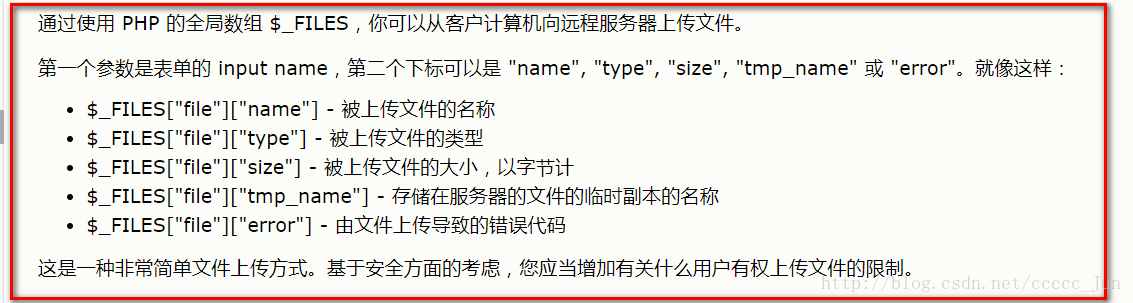 通过使用 PHP 的全局数组 $_FILES，你可以从客户计算机向远程服务器上传文件。
第一个参数是表单的 input name，第二个下标可以是 "name", "type", "size", "tmp_name" 或 "error"。就像这样：
• $_FILES["file"]["name"] - 被上传文件的名称
• $_FILES["file"]["type"] - 被上传文件的类型
• $_FILES["file"]["size"] - 被上传文件的大小，以字节计
• $_FILES["file"]["tmp_name"] - 存储在服务器的文件的临时副本的名称
• $_FILES["file"]["error"] - 由文件上传导致的错误代码
这是一种非常简单文件上传方式。基于安全方面的考虑，您应当增加有关什么用户有权上传文件的限制。
http://blog.csdn.net/ccccc_Jun